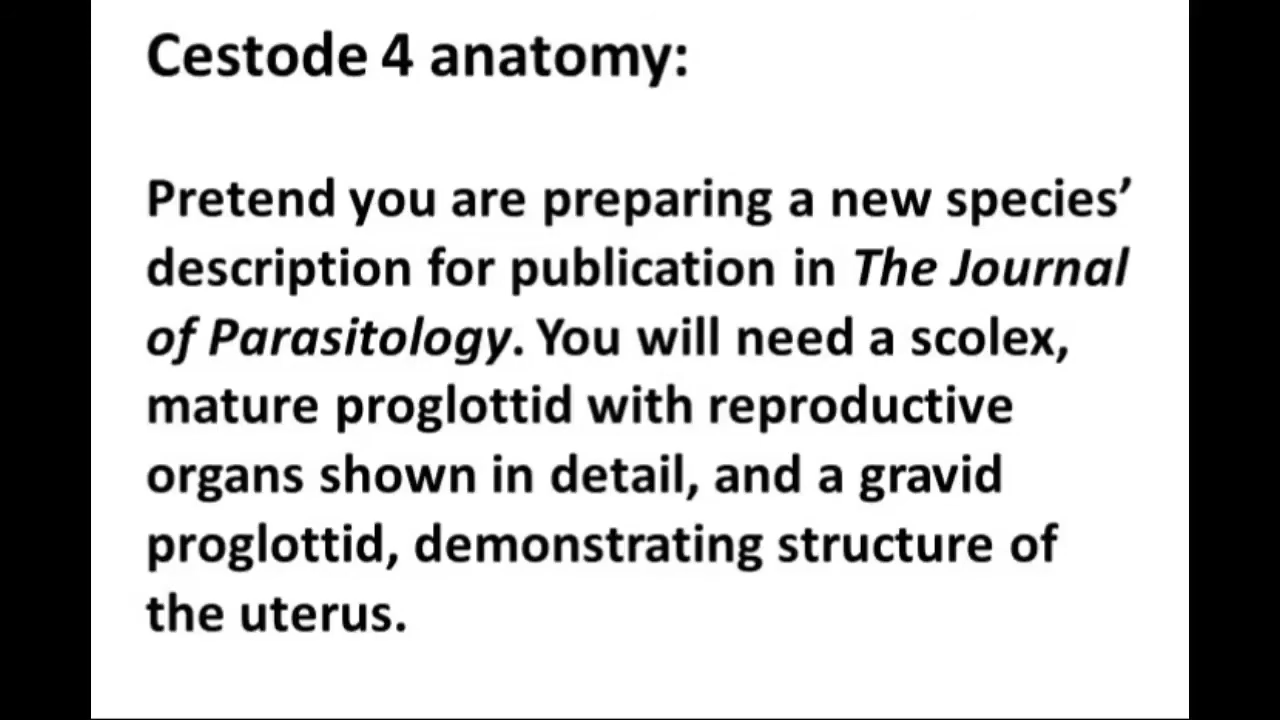 Cestode 4 anatomy:
Pretend you are preparing a new species’
description for publication in The Journal
of Parasitology. You will need a scolex,
mature proglottid with reproductive
organs shown in detail, and a gravid
proglottid, demonstrating structure of
the uterus.